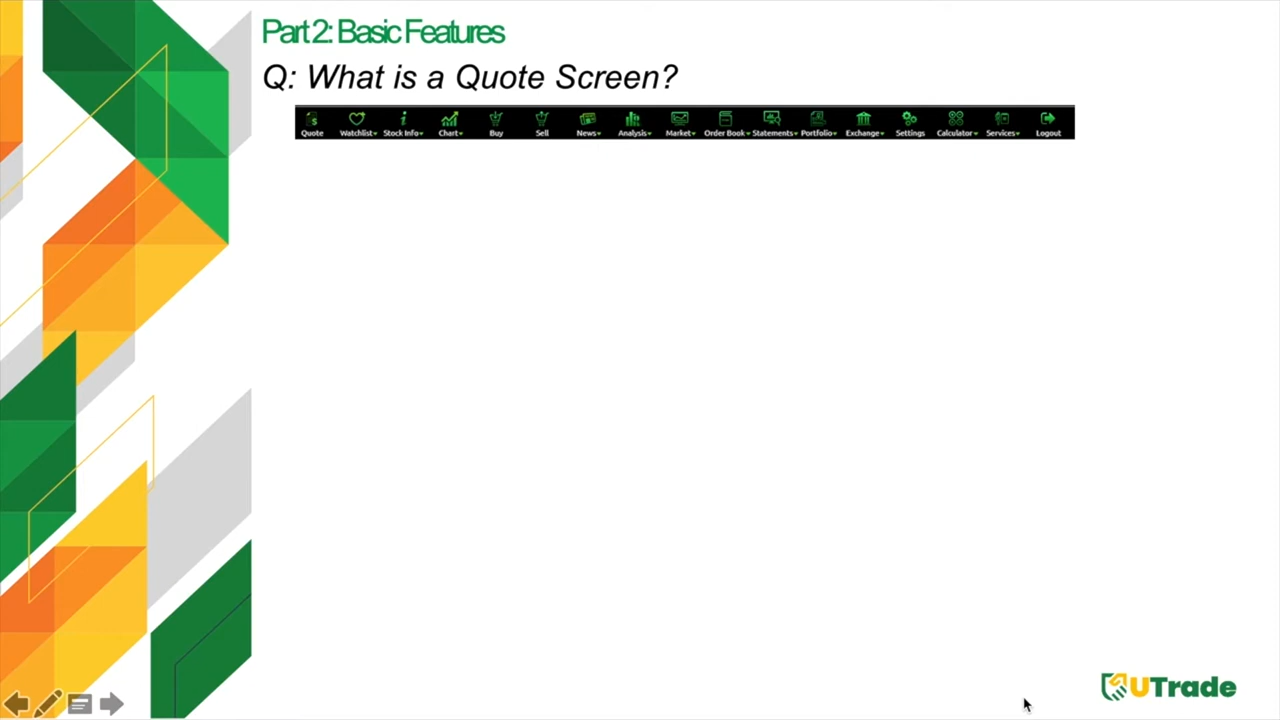 Part 2: Basic Features
Q: What is a Quote Screen?
Quote Watchlist Stock Info Chart Buy Sell News Analysis Market Order Book Statements Portfolio Exchange Settings Calculator Services Logout
UTrade